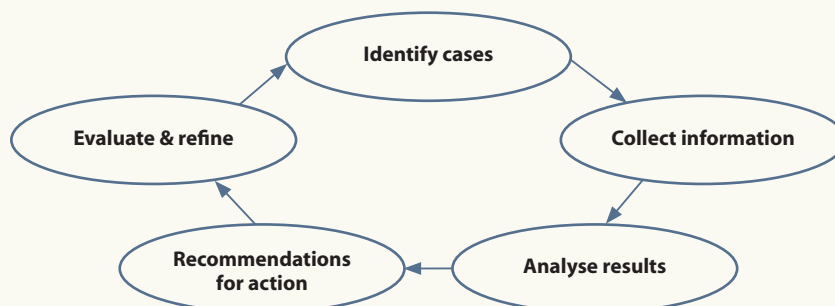 Identify cases
Evaluate & refine
Collect information
Recommendations
for action
Analyse results